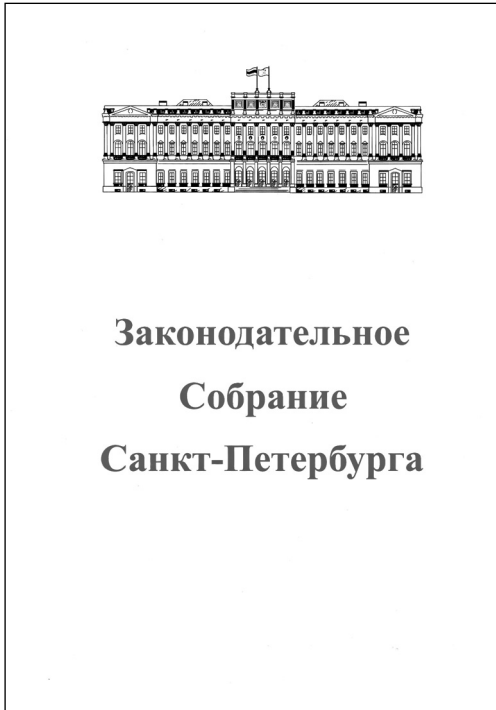 Законодательное
Собрание
Санкт-Петербурга